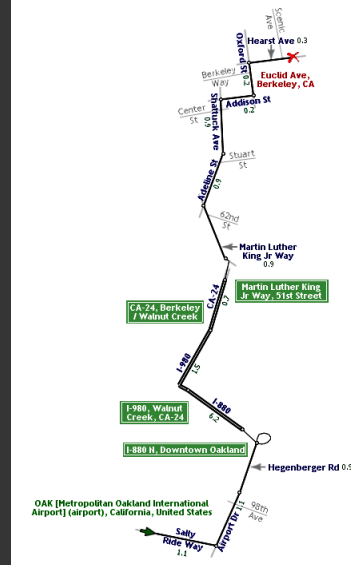 Scenic
Ave
Oxford St
Hearst Ave 0.3
0.2
Euclid Ave,
Berkeley, CA
Berkeley
Way
Addison St
0.2
Center
St
Shattuck Ave
0.9
Stuart
St
Adeline St
0.9
62nd
St
Martin Luther
King Jr Way
0.9
CA-24
0.7
Martin Luther King
Jr Way, 51st Street
CA-24, Berkeley
/ Walnut Creek
I-980
1.5
I-980, Walnut
Creek, CA-24
I-880
6.2
I-880 N, Downtown Oakland
Hegenberger Rd 0.9
98th
Ave
Airport Dr 1.1
OAK [Metropolitan Oakland International
Airport] (airport), California, United States
Sally
Ride Way
1.1